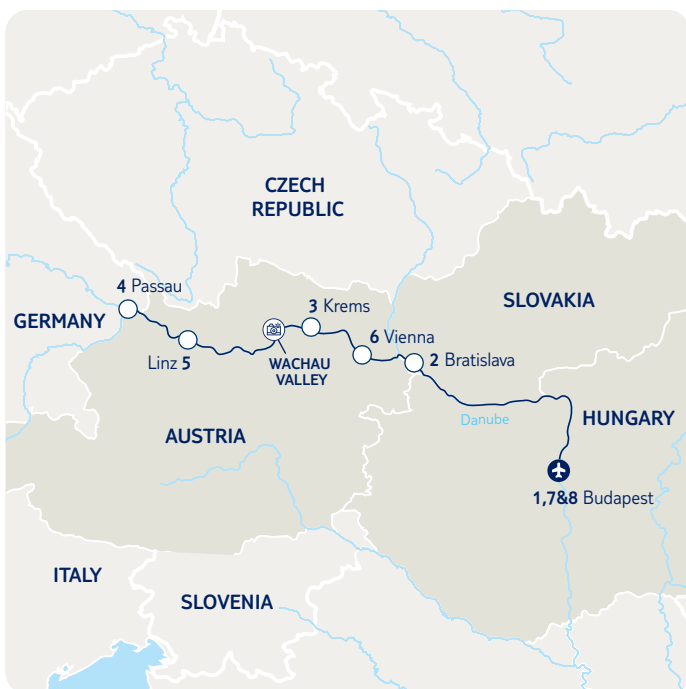 CZECH
REPUBLIC
4 Passau
3 Krems
SLOVAKIA
GERMANY
6 Vienna
Linz 5
WACHAU
VALLEY
2 Bratislava
Danube
HUNGARY
AUSTRIA
1,7&8 Budapest
ITALY
SLOVENIA